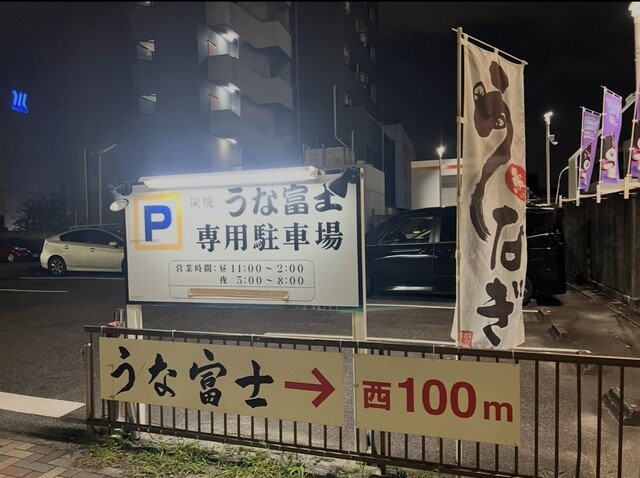 P
炭焼 うな富士
専用駐車場
営業時間：昼 11:00～2:00
夜 5:00～8:00
うなぎ
うな富士 →
西100m